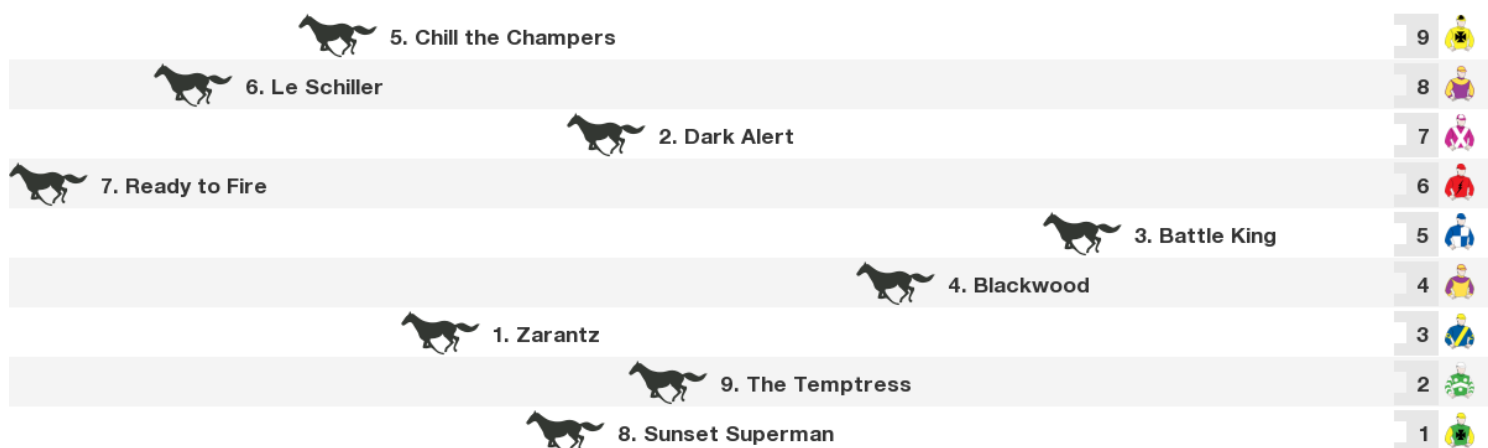 5. Chill the Champers 9
6. Le Schiller 8
2. Dark Alert 7
7. Ready to Fire 6
3. Battle King 5
4. Blackwood 4
1. Zarantz 3
9. The Temptress 2
8. Sunset Superman 1